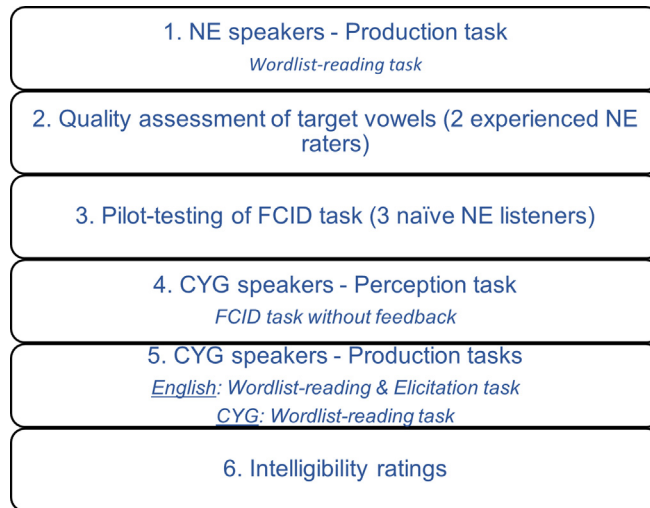 1. NE speakers - Production task
Wordlist-reading task
2. Quality assessment of target vowels (2 experienced NE
raters)
3. Pilot-testing of FCID task (3 naïve NE listeners)
4. CYG speakers - Perception task
FCID task without feedback
5. CYG speakers - Production tasks
English: Wordlist-reading & Elicitation task
CYG: Wordlist-reading task
6. Intelligibility ratings